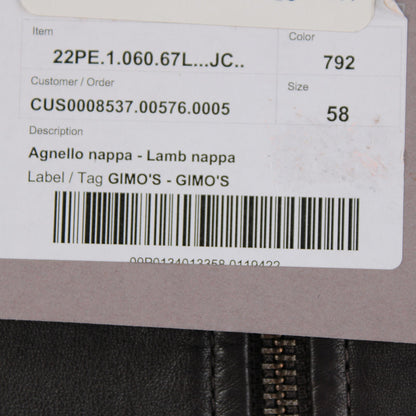 Item Color
22PE.1.060.67L...JC.. 792
Customer / Order Size
CUS0008537.00576.0005 58
Description
Agnello nappa - Lamb nappa
Label / Tag GIMO'S - GIMO'S